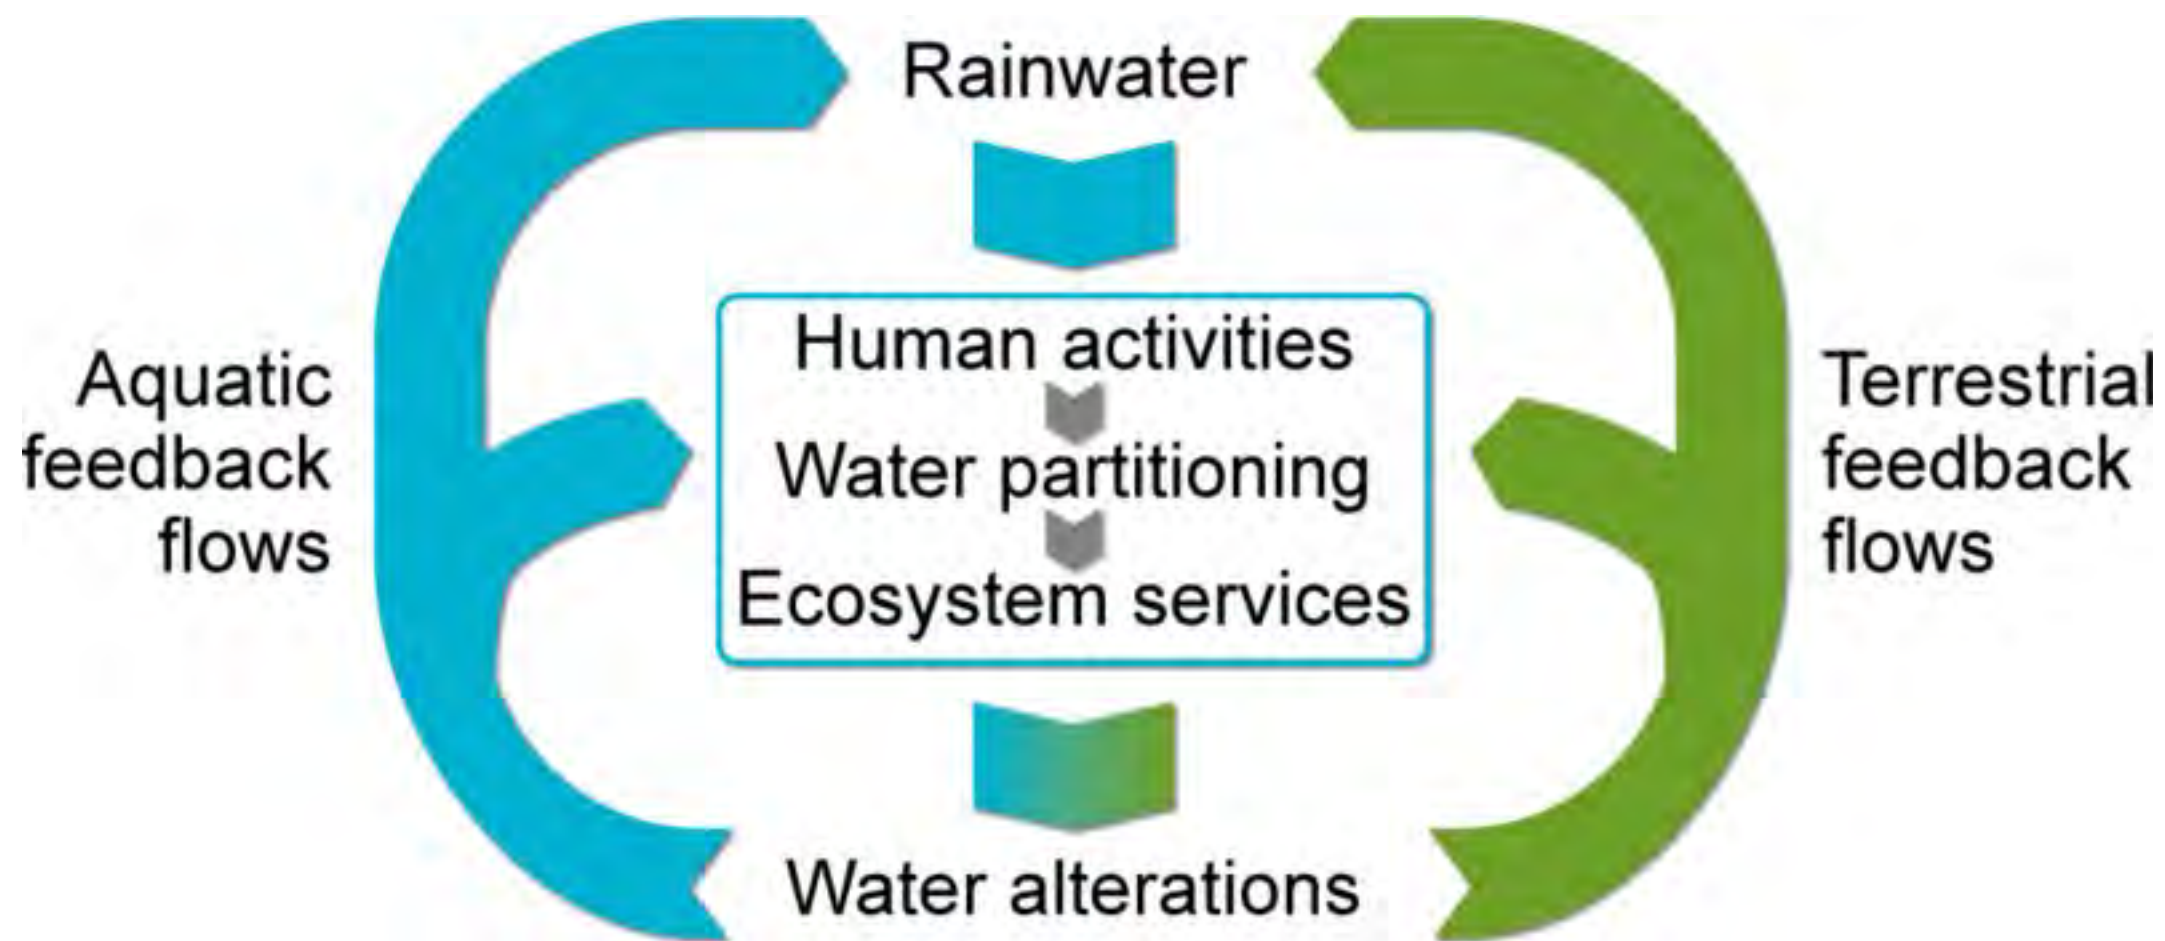 Rainwater
Human activities
Water partitioning
Ecosystem services
Water alterations
Aquatic
feedback
flows
Terrestrial
feedback
flows